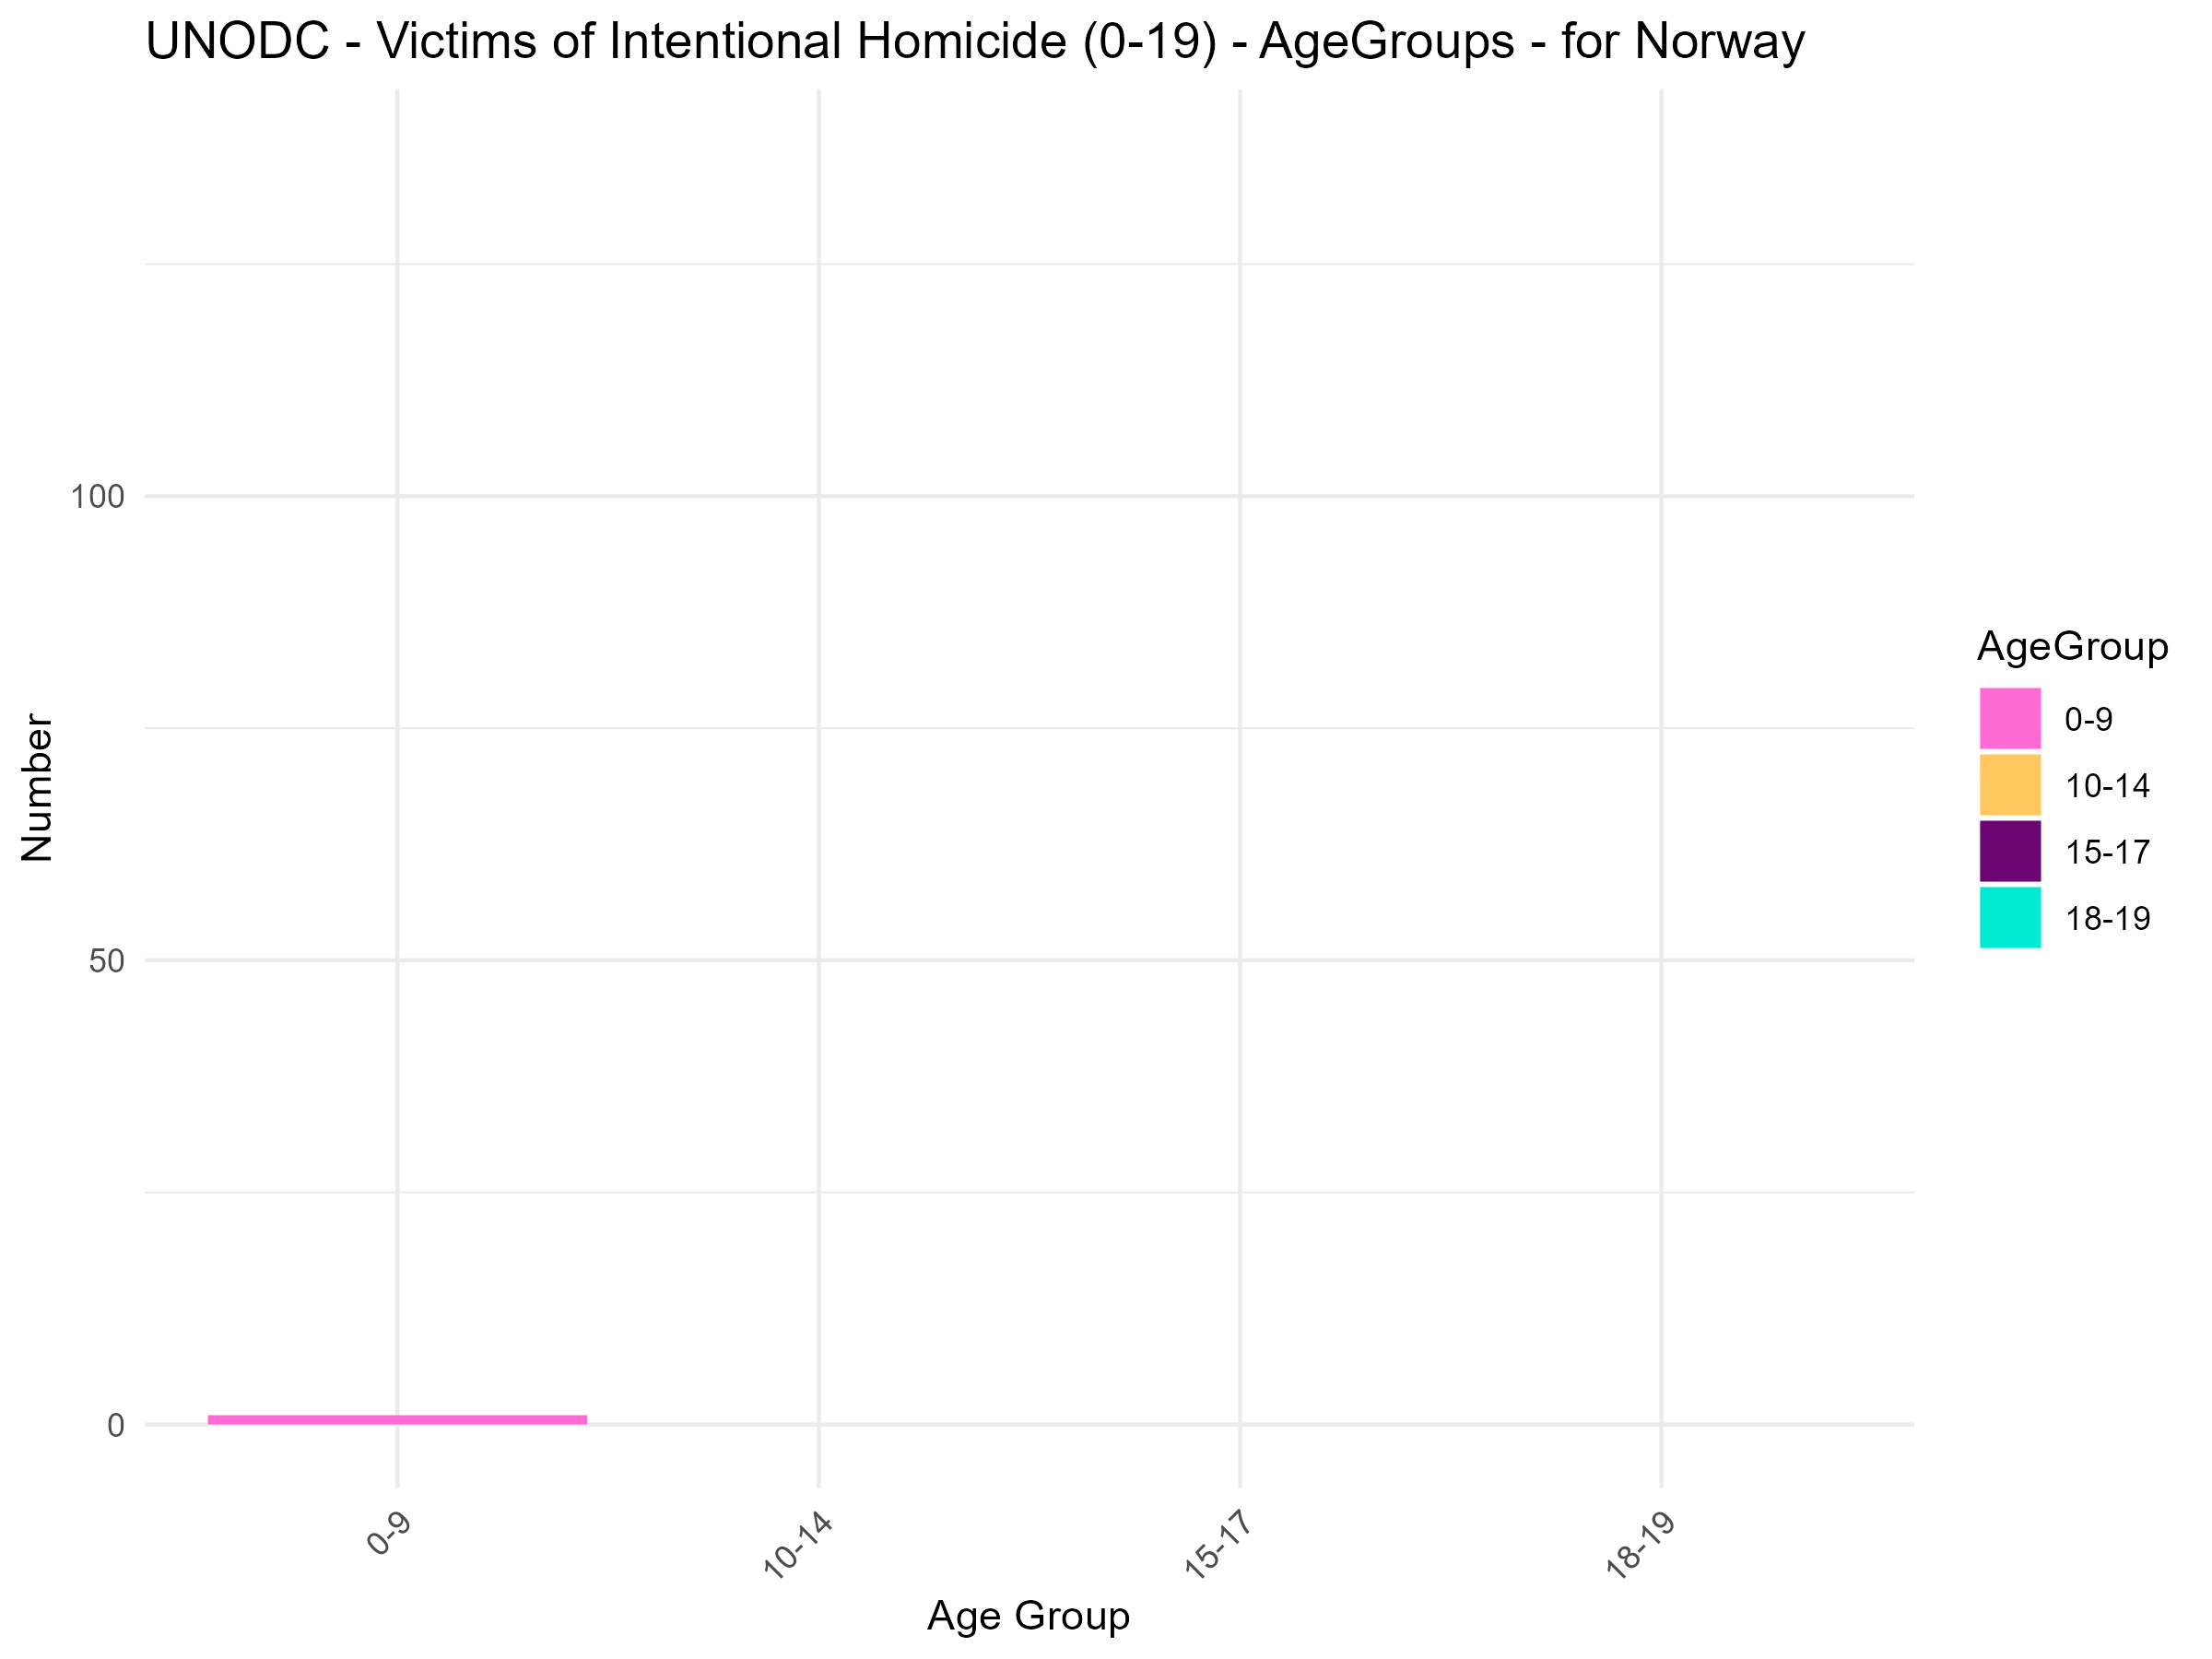 UNODC - Victims of Intentional Homicide (0-19) - AgeGroups - for Norway
100
50
0
Number
0-9
10-14
15-17
18-19
Age Group
AgeGroup
0-9
10-14
15-17
18-19